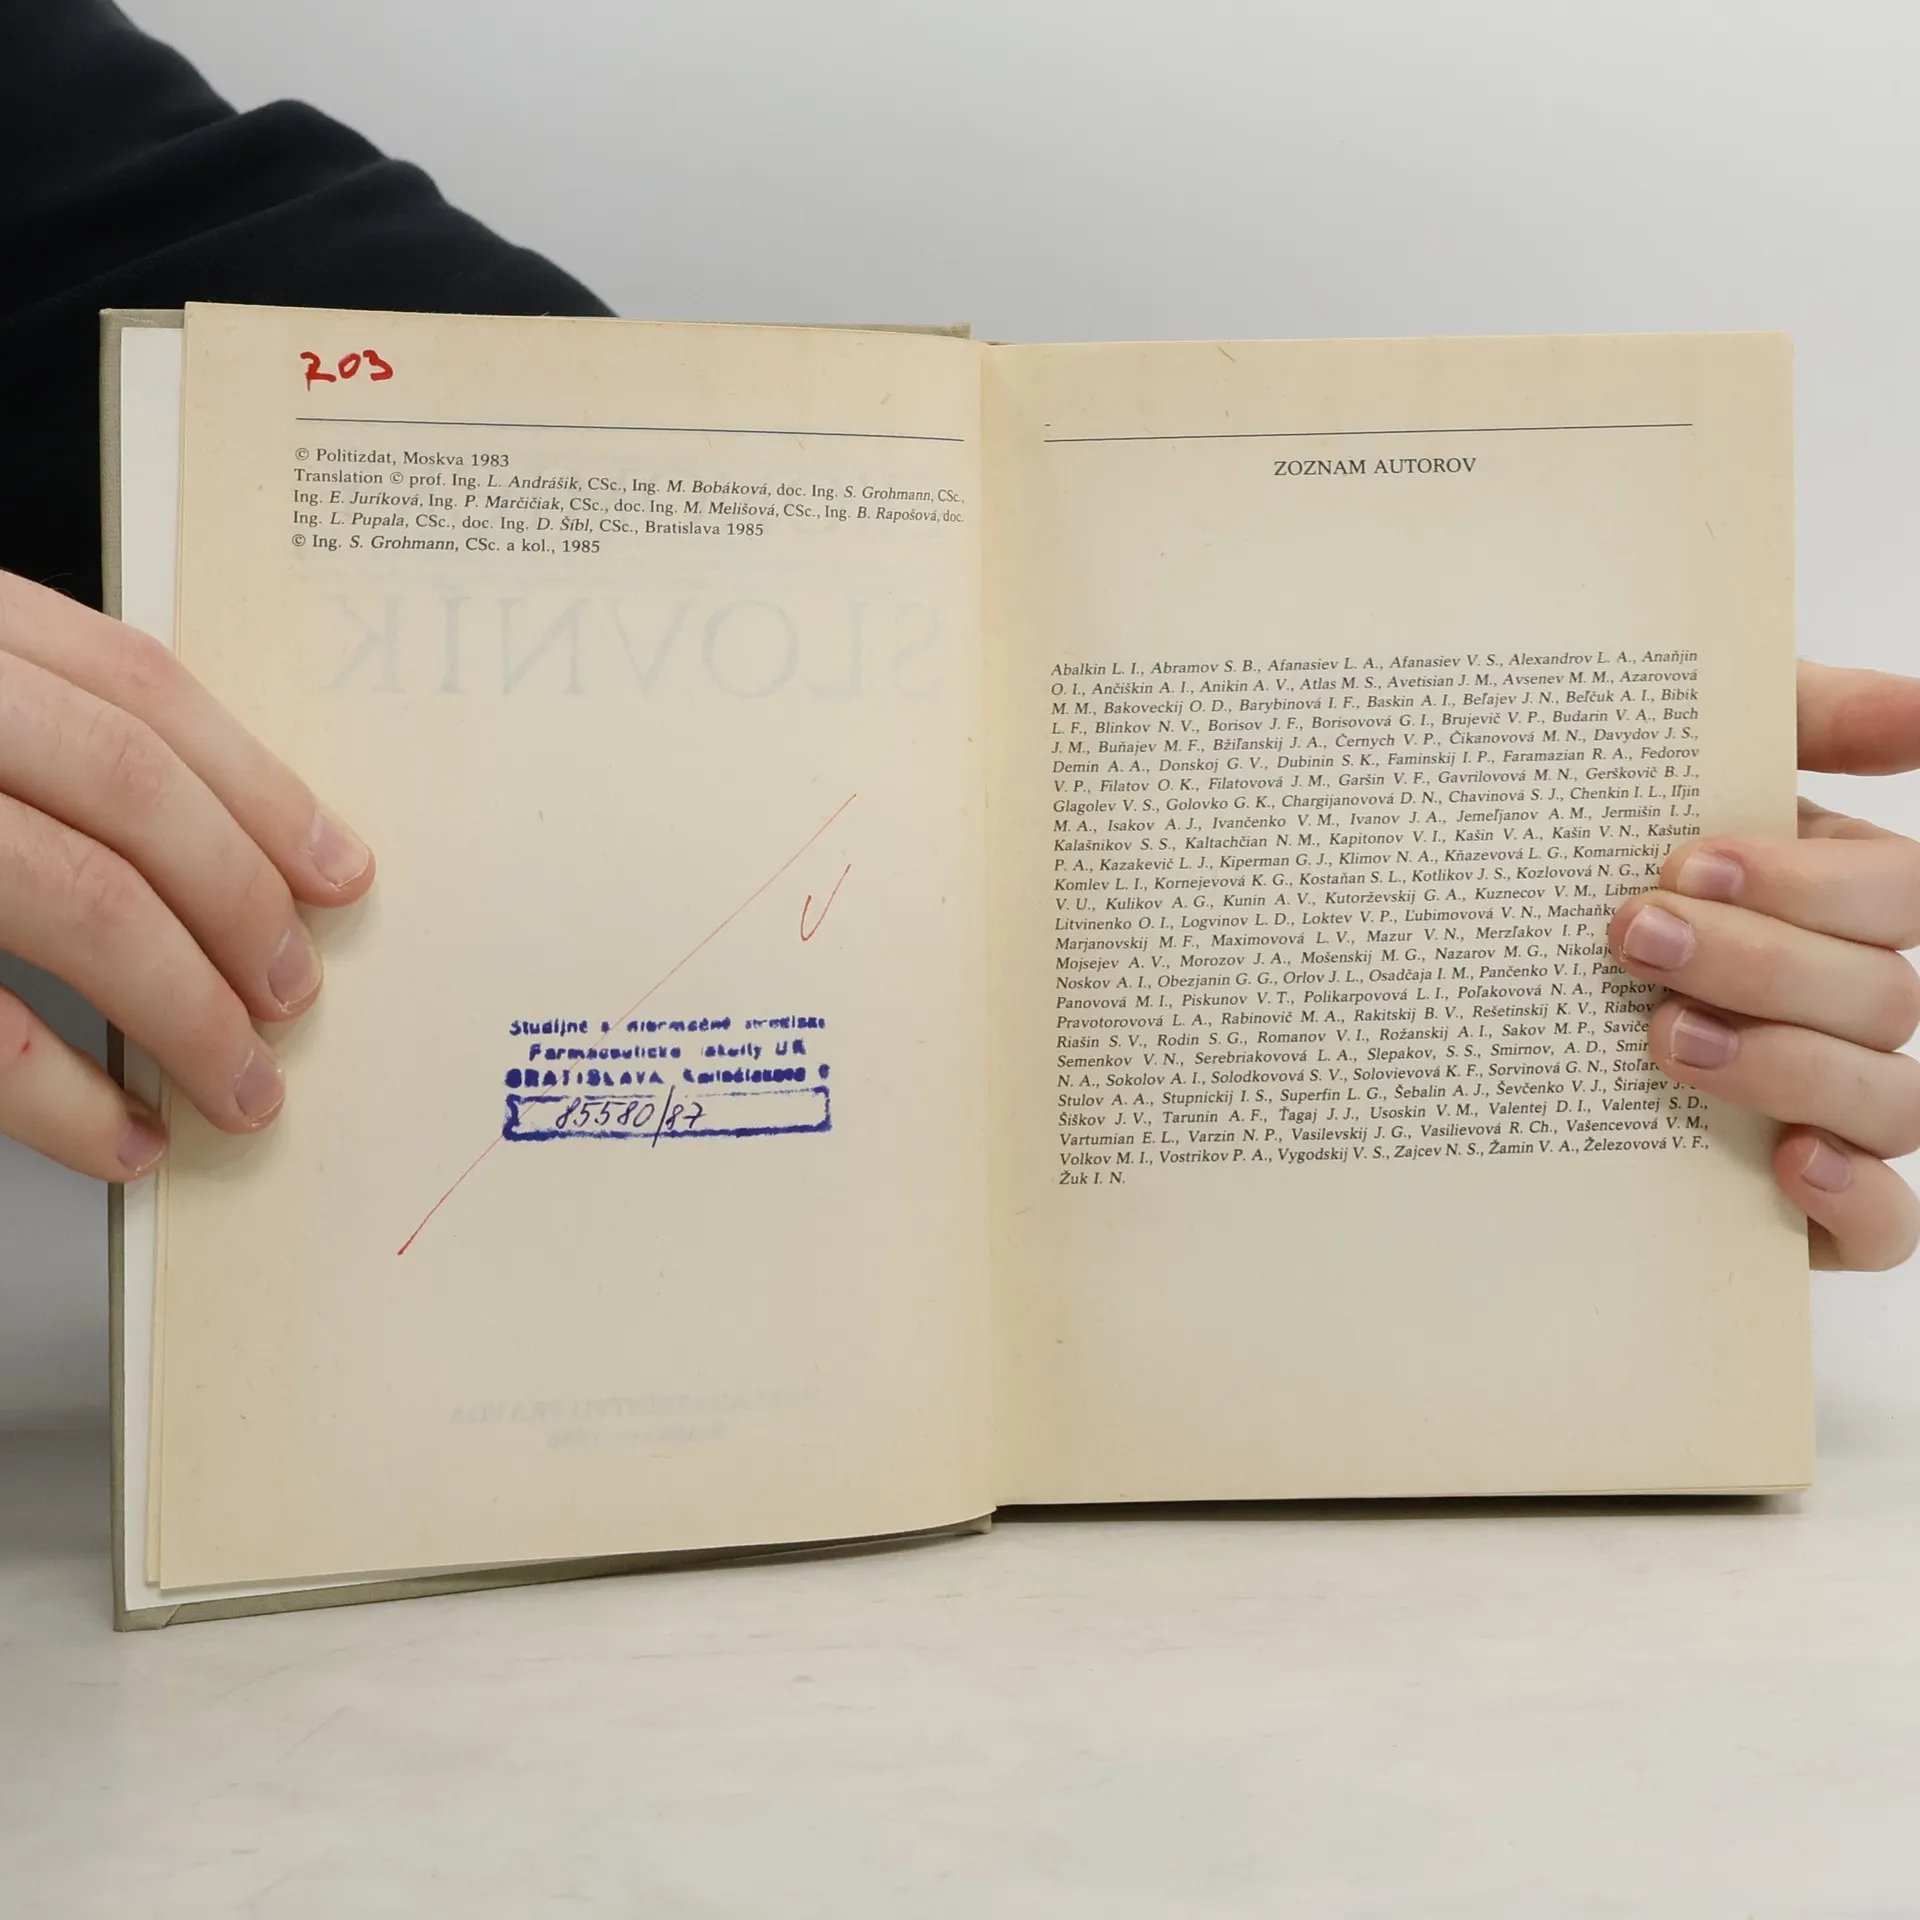 203
© Politizdat, Moskva 1983
Translation © prof. Ing. L. Andrášik, CSc., Ing. M. Bobáková, doc. Ing. S. Grohmann, CSc.,
Ing. E. Juríková, Ing. P. Marčičiak, CSc., doc. Ing. M. Melišová, CSc., Ing. B. Rapošová, doc.
Ing. L. Pupala, CSc., doc. Ing. D. Šíbl, CSc., Bratislava 1985
© Ing. S. Grohmann, CSc. a kol., 1985
SLOVNÍK
Studijné
Farmaceuticke fakulty UK
BRATISLAVA
85580/87
ZOZNAM AUTOROV
Abalkin L. I., Abramov S. B., Afanasiev L. A., Afanasiev V. S., Alexandrov L. A., Anaňjin
O. I., Ančiškin A. I., Anikin A. V., Atlas M. S., Avetisian J. M., Avsenev M. M., Azarovová
M. M., Bakoveckij O. D., Barybinová I. F., Baskin A. I., Beľajev J. N., Beľčuk A. I., Bibik
L. F., Blinkov N. V., Borisov J. F., Borisovová G. I., Brujevič V. P., Budarin V. A., Buch
J. M., Buňajev M. F., Bžiľanskij J. A., Černych V. P., Čikanovová M. N., Davydov J. S.,
Demin A. A., Donskoj G. V., Dubinin S. K., Faminskij I. P., Faramazian R. A., Fedorov
V. P., Filatov O. K., Filatovová J. M., Garšin V. F., Gavrilovová M. N., Gerškovič B. J.,
Glagolev V. S., Golovko G. K., Chargijanovová D. N., Chavinová S. J., Chenkin I. L., Iľjin
M. A., Isakov A. J., Ivančenko V. M., Ivanov J. A., Jemeľjanov A. M., Jermišin I. J.,
Kalašnikov S. S., Kaltachčian N. M., Kapitonov V. I., Kašin V. A., Kašin V. N., Kašutin
P. A., Kazakevič L. J., Kiperman G. J., Klimov N. A., Kňazevová L. G., Komarnickij J.
Komlev L. I., Kornejevová K. G., Kostaňan S. L., Kotlikov J. S., Kozlovová N. G.,
V. U., Kulikov A. G., Kunin A. V., Kutorževskij G. A., Kuznecov V. M.,
Litvinenko O. I., Logvinov L. D., Loktev V. P., Ľubimovová V. N.,
Marjanovskij M. F., Maximovová L. V., Mazur V. N., Merzľakov I. P.,
Mojsejev A. V., Morozov J. A., Mošenskij M. G., Nazarov M. G.,
Noskov A. I., Obezjanin G. G., Orlov J. L., Osadčaja I. M., Pančenko V. I.,
Panovová M. I., Piskunov V. T., Polikarpovová L. I., Poľakovová N. A., Popkov
Pravotorovová L. A., Rabinovič M. A., Rakitskij B. V., Rešetinskij K. V., Riabov
Riašin S. V., Rodin S. G., Romanov V. I., Rožanskij A. I., Sakov M. P.,
Semenkov V. N., Serebriakovová L. A., Slepakov, S. S., Smirnov, A. D.,
N. A., Sokolov A. I., Solodkovová S. V., Solovievová K. F., Sorvinová G. N.,
Stulov A. A., Stupnickij I. S., Superfin L. G., Šebalin A. J., Ševčenko V. J., Širiajev J.
Šiškov J. V., Tarunin A. F., Ťagaj J. J., Usoskin V. M., Valentej D. I., Valentej S. D.,
Vartumian E. L., Varzin N. P., Vasilevskij J. G., Vasilievová R. Ch., Vašencevová V. M.,
Volkov M. I., Vostrikov P. A., Vygodskij V. S., Zajcev N. S., Žamin V. A., Železovová V. F.,
Žuk I. N.